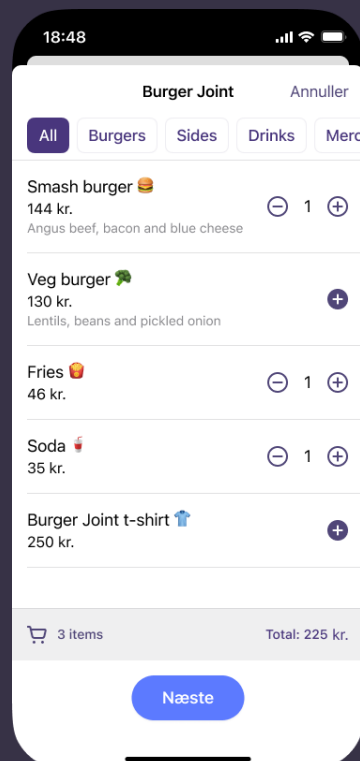 18:48
Burger Joint
Annuller
All
Burgers
Sides
Drinks
Merc
Smash burger 🍔
144 kr.
1
Angus beef, bacon and blue cheese
Veg burger 🥦
130 kr.
Lentils, beans and pickled onion
Fries 🍟
46 kr.
1
Soda 🥤
35 kr.
1
Burger Joint t-shirt 👕
250 kr.
3 items
Total: 225 kr.
Næste